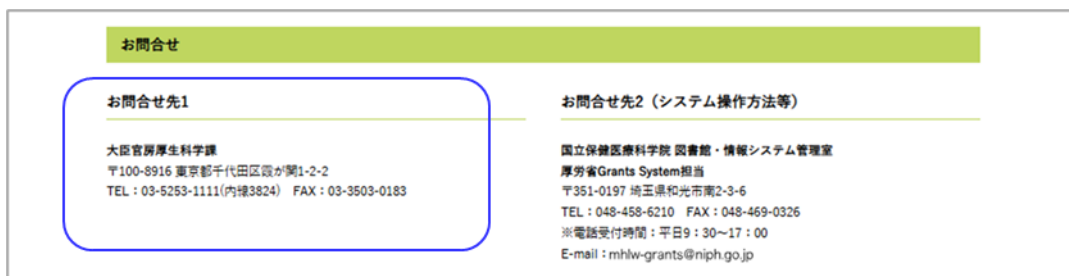 お問合せ
お問合せ先1
大臣官房厚生科学課
〒100-8916 東京都千代田区霞が関1-2-2
TEL：03-5253-1111(内線3824)　FAX：03-3503-0183
お問合せ先2（システム操作方法等）
国立保健医療科学院 図書館・情報システム管理室
厚労省Grants System担当
〒351-0197 埼玉県和光市南2-3-6
TEL：048-458-6210　FAX：048-469-0326
※電話受付時間：平日9：30～17：00
E-mail：mhlw-grants@niph.go.jp